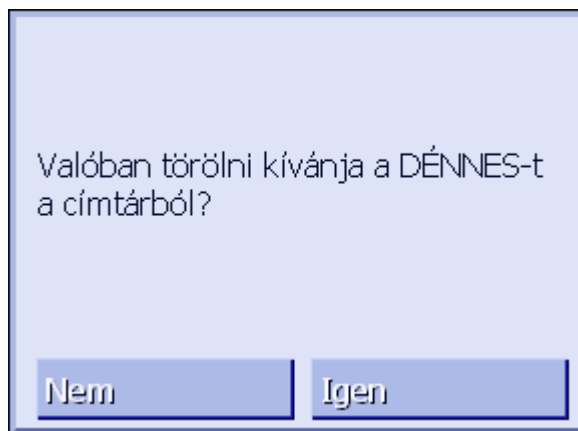 Valóban törölni kívánja a DÉNNES-t
a címtárból?
Nem
Igen